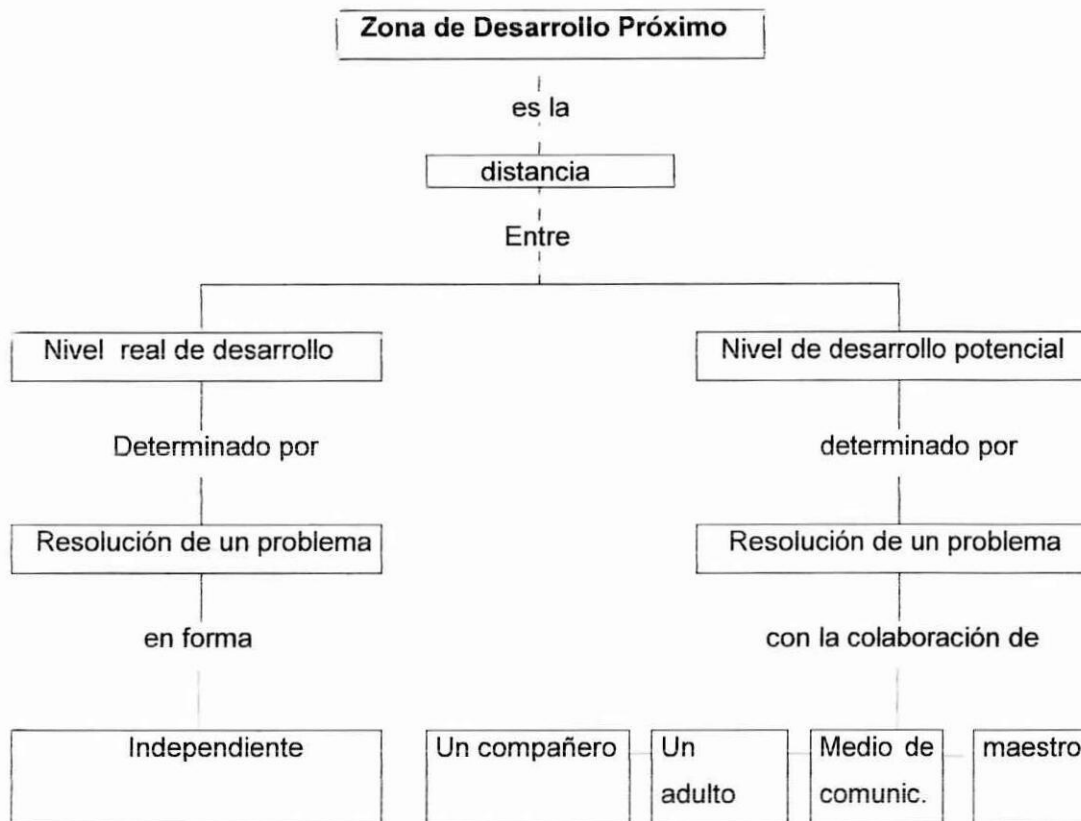 Zona de Desarrollo Próximo
es la
distancia
Entre
Nivel real de desarrollo
Nivel de desarrollo potencial
Determinado por
determinado por
Resolución de un problema
Resolución de un problema
en forma
con la colaboración de
Independiente
Un compañero
Un
adulto
Medio de
comunic.
maestro